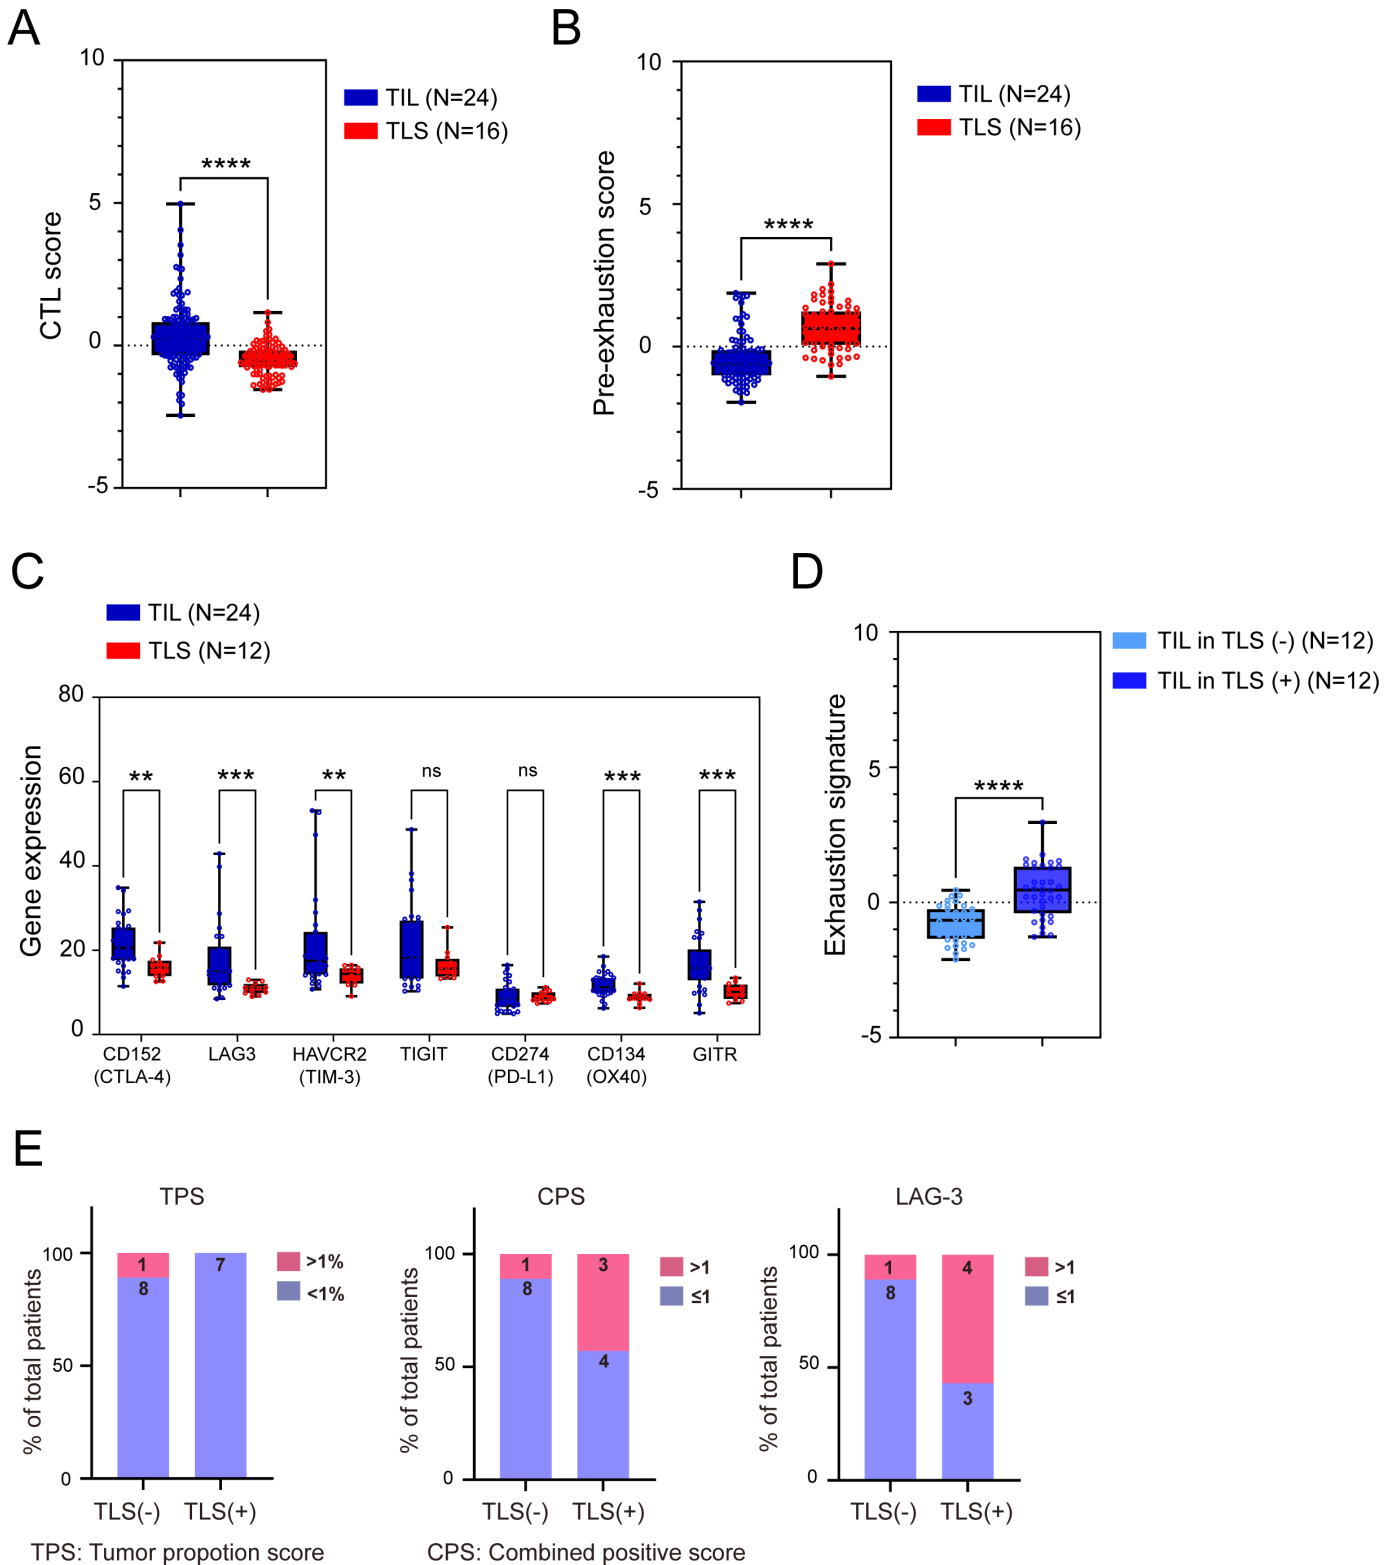 A
10
5
0
-5
CTL score
****
TIL (N=24)
TLS (N=16)
B
10
5
0
-5
Pre-exhaustion score
****
TIL (N=24)
TLS (N=16)
C
TIL (N=24)
TLS (N=12)
80
60
40
20
0
Gene expression
** *** ** ns ns *** ***
CD152 LAG3 HAVCR2 TIGIT CD274 CD134 GITR
(CTLA-4) (TIM-3) (PD-L1) (OX40)
D
10
5
0
-5
Exhaustion signature
****
TIL in TLS (-) (N=12)
TIL in TLS (+) (N=12)
E
TPS
% of total patients
100
50
0
1
8
7
>1%
<1%
TLS(-) TLS(+)
TPS: Tumor propotion score
CPS
% of total patients
100
50
0
1
8
3
4
>1
≤1
TLS(-) TLS(+)
CPS: Combined positive score
LAG-3
% of total patients
100
50
0
1
8
4
3
>1
≤1
TLS(-) TLS(+)